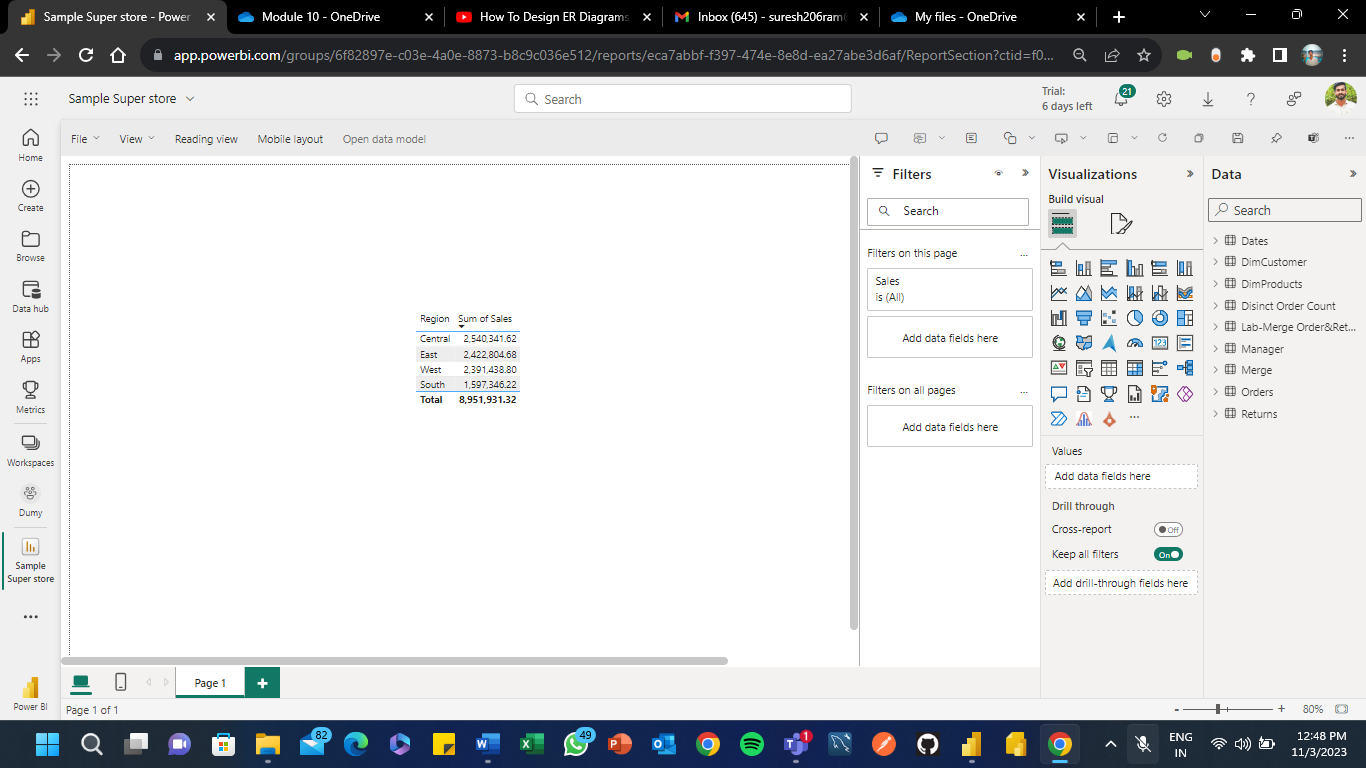 Sample Super store - Power
Module 10 - OneDrive
How To Design ER Diagrams
Inbox (645) - suresh206ram
My files - OneDrive
app.powerbi.com/groups/6f82897e-c03e-4a0e-8873-b8c9c036e512/reports/eca7abbf-f397-474e-8e8d-ea27abe3d6af/ReportSection?ctid=f0...
Sample Super store
Search
Trial:
6 days left
21
File
View
Reading view
Mobile layout
Open data model
Home
Create
Browse
Data hub
Apps
Metrics
Workspaces
Dumy
Sample
Super store
Power BI
Region Sum of Sales
Central 2,540,341.62
East 2,422,804.68
West 2,391,438.80
South 1,597,346.22
Total 8,951,931.32
Filters
Search
Filters on this page
...
Sales
is (All)
Add data fields here
Filters on all pages
...
Add data fields here
Visualizations
Build visual
123
Values
Add data fields here
Drill through
Cross-report
Off
Keep all filters
On
Add drill-through fields here
Data
Search
Dates
DimCustomer
DimProducts
Disinct Order Count
Lab-Merge Order&Ret...
Manager
Merge
Orders
Returns
Page 1
+
Page 1 of 1
- + 80%
82
49
1
ENG
IN
12:48 PM
11/3/2023